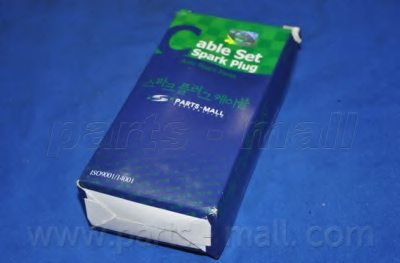 Cable Set
Spark Plug
스파크 플러그 케이블
PARTS-MALL
ISO9001/14001
parts-mall
www.parts-mall.com